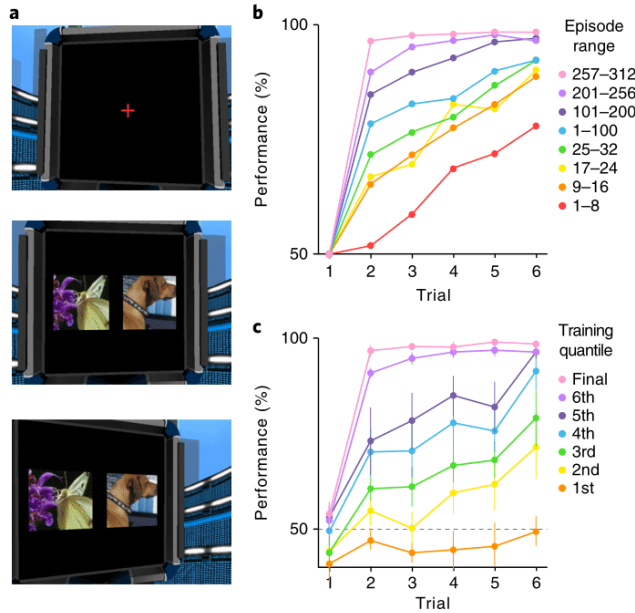 a
b
100
50
Performance (%)
1 2 3 4 5 6
Trial
Episode
range
257–312
201–256
101–200
1–100
25–32
17–24
9–16
1–8
c
100
50
Performance (%)
1 2 3 4 5 6
Trial
Training
quantile
Final
6th
5th
4th
3rd
2nd
1st